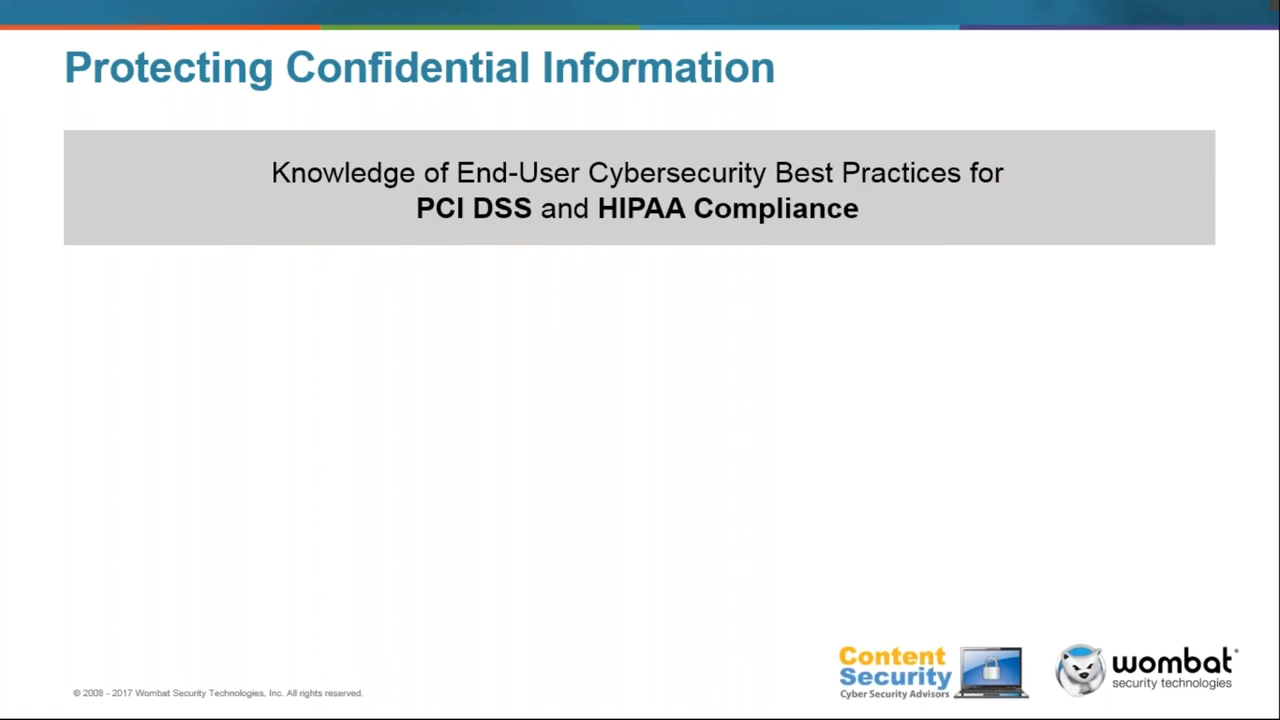 Protecting Confidential Information
Knowledge of End-User Cybersecurity Best Practices for
PCI DSS and HIPAA Compliance
© 2008 - 2017 Wombat Security Technologies, Inc. All rights reserved.
Content
Security
Cyber Security Advisors
wombat®
security technologies